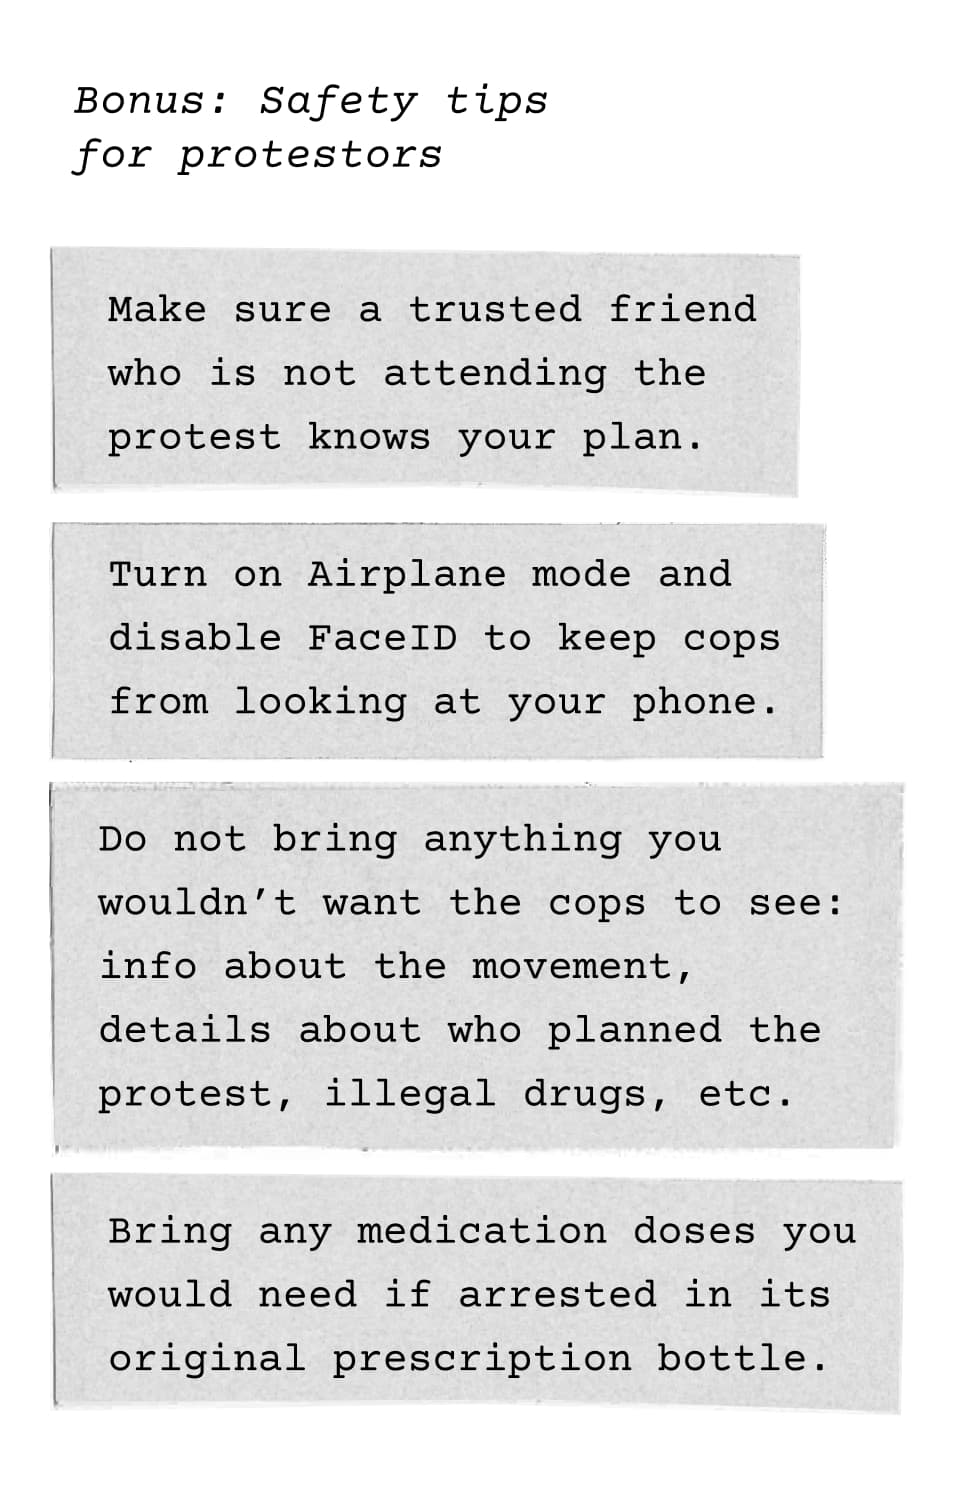 Bonus: Safety tips
for protestors
Make sure a trusted friend
who is not attending the
protest knows your plan.
Turn on Airplane mode and
disable FaceID to keep cops
from looking at your phone.
Do not bring anything you
wouldn’t want the cops to see:
info about the movement,
details about who planned the
protest, illegal drugs, etc.
Bring any medication doses you
would need if arrested in its
original prescription bottle.